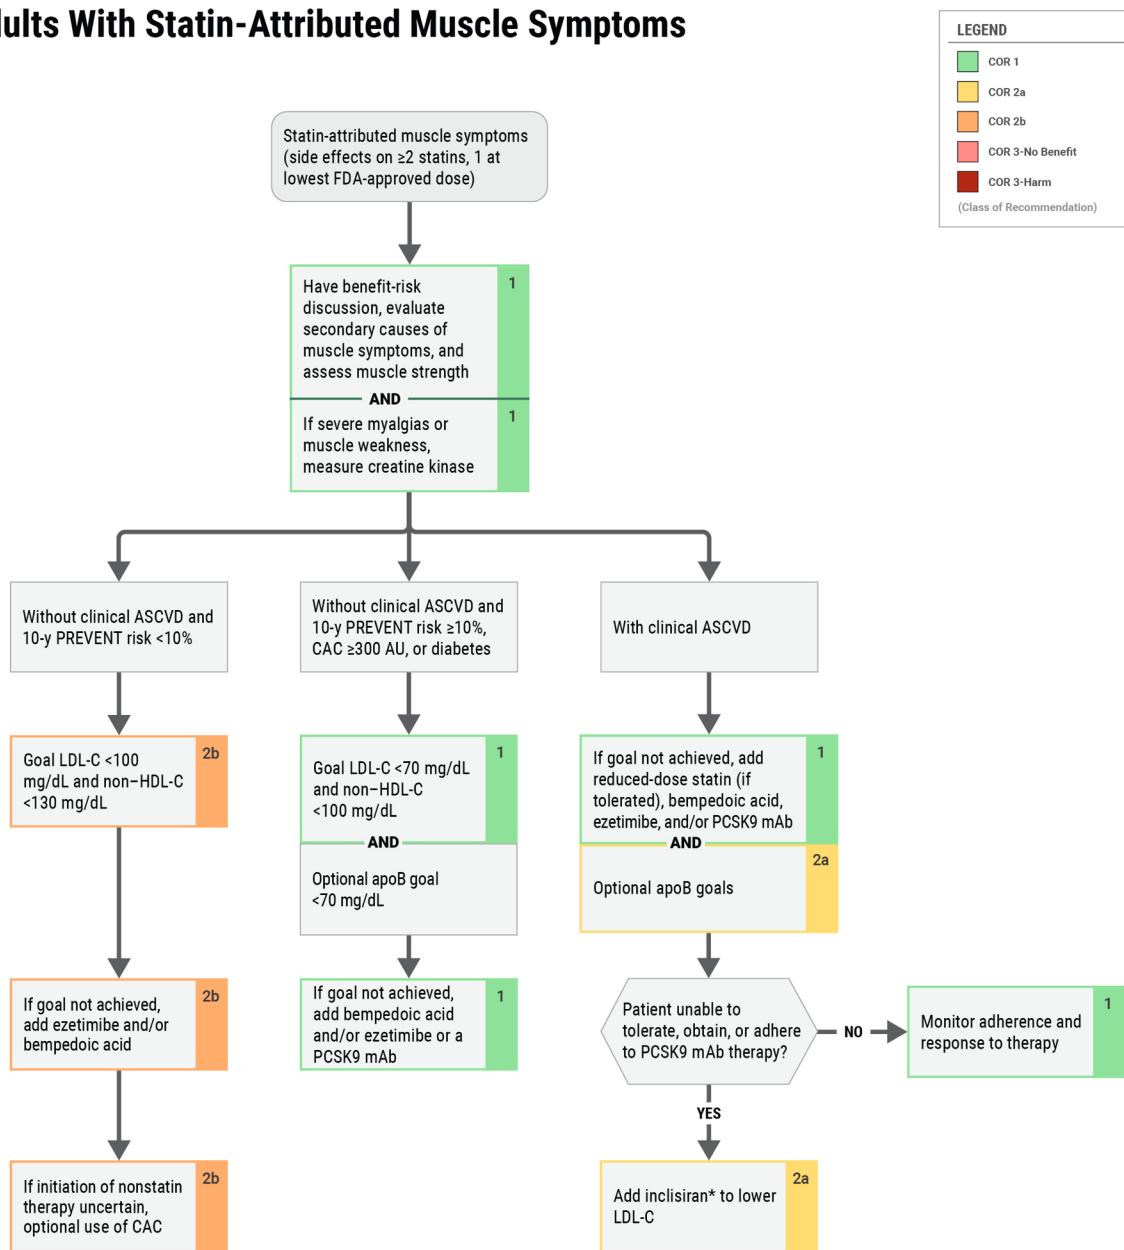 ults With Statin-Attributed Muscle Symptoms
LEGEND
COR 1
COR 2a
COR 2b
COR 3-No Benefit
COR 3-Harm
(Class of Recommendation)
Statin-attributed muscle symptoms
(side effects on ≥2 statins, 1 at
lowest FDA-approved dose)
Have benefit-risk
discussion, evaluate
secondary causes of
muscle symptoms, and
assess muscle strength
1
AND
If severe myalgias or
muscle weakness,
measure creatine kinase
1
Without clinical ASCVD and
10-y PREVENT risk <10%
Without clinical ASCVD and
10-y PREVENT risk ≥10%,
CAC ≥300 AU, or diabetes
With clinical ASCVD
Goal LDL-C <100
mg/dL and non–HDL-C
<130 mg/dL
2b
Goal LDL-C <70 mg/dL
and non–HDL-C
<100 mg/dL
1
AND
Optional apoB goal
<70 mg/dL
If goal not achieved, add
reduced-dose statin (if
tolerated), bempedoic acid,
ezetimibe, and/or PCSK9 mAb
1
AND
Optional apoB goals
2a
If goal not achieved,
add ezetimibe and/or
bempedoic acid
2b
If goal not achieved,
add bempedoic acid
and/or ezetimibe or a
PCSK9 mAb
1
Patient unable to
tolerate, obtain, or adhere
to PCSK9 mAb therapy?
NO
Monitor adherence and
response to therapy
1
YES
If initiation of nonstatin
therapy uncertain,
optional use of CAC
2b
Add inclisiran* to lower
LDL-C
2a